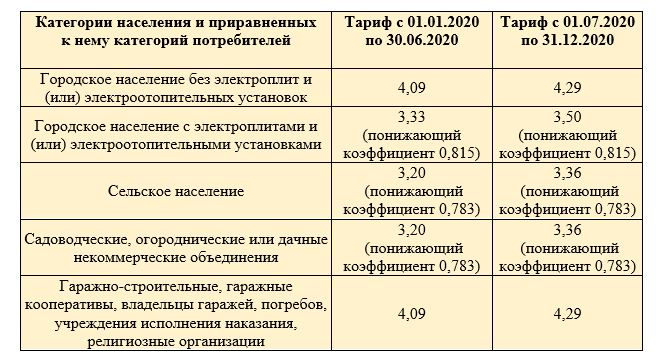 Категории населения и приравненных
к нему категорий потребителей
Тариф с 01.01.2020
по 30.06.2020
Тариф с 01.07.2020
по 31.12.2020
Городское население без электроплит и
(или) электроотопительных установок
4,09
4,29
Городское население с электроплитами и
(или) электроотопительными установками
3,33
(понижающий
коэффициент 0,815)
3,50
(понижающий
коэффициент 0,815)
Сельское население
3,20
(понижающий
коэффициент 0,783)
3,36
(понижающий
коэффициент 0,783)
Садоводческие, огороднические или дачные
некоммерческие объединения
3,20
(понижающий
коэффициент 0,783)
3,36
(понижающий
коэффициент 0,783)
Гаражно-строительные, гаражные
кооперативы, владельцы гаражей, погребов,
учреждения исполнения наказания,
религиозные организации
4,09
4,29